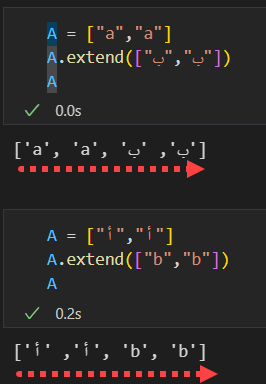 A = ["a","a"]
A.extend(["ب","ب"])
A
0.0s
['a', 'a', 'ب', 'ب']
A = ["أ","أ"]
A.extend(["b","b"])
A
0.2s
['أ', 'أ', 'b', 'b']